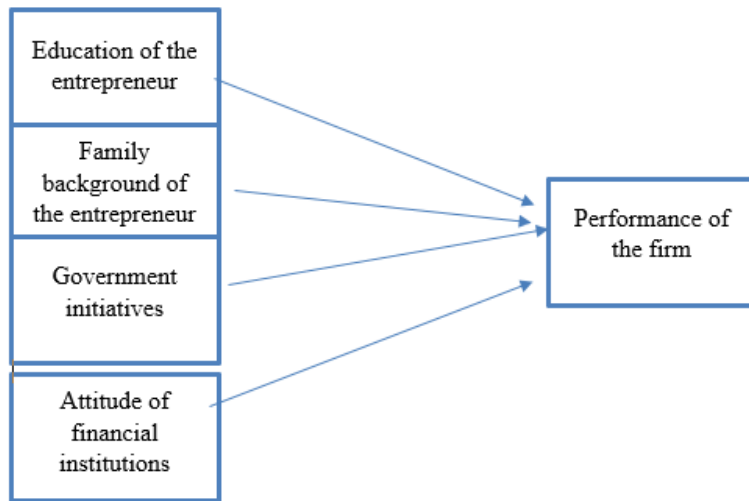 Education of the
entrepreneur
Family
background of
the entrepreneur
Government
initiatives
Attitude of
financial
institutions
Performance of
the firm